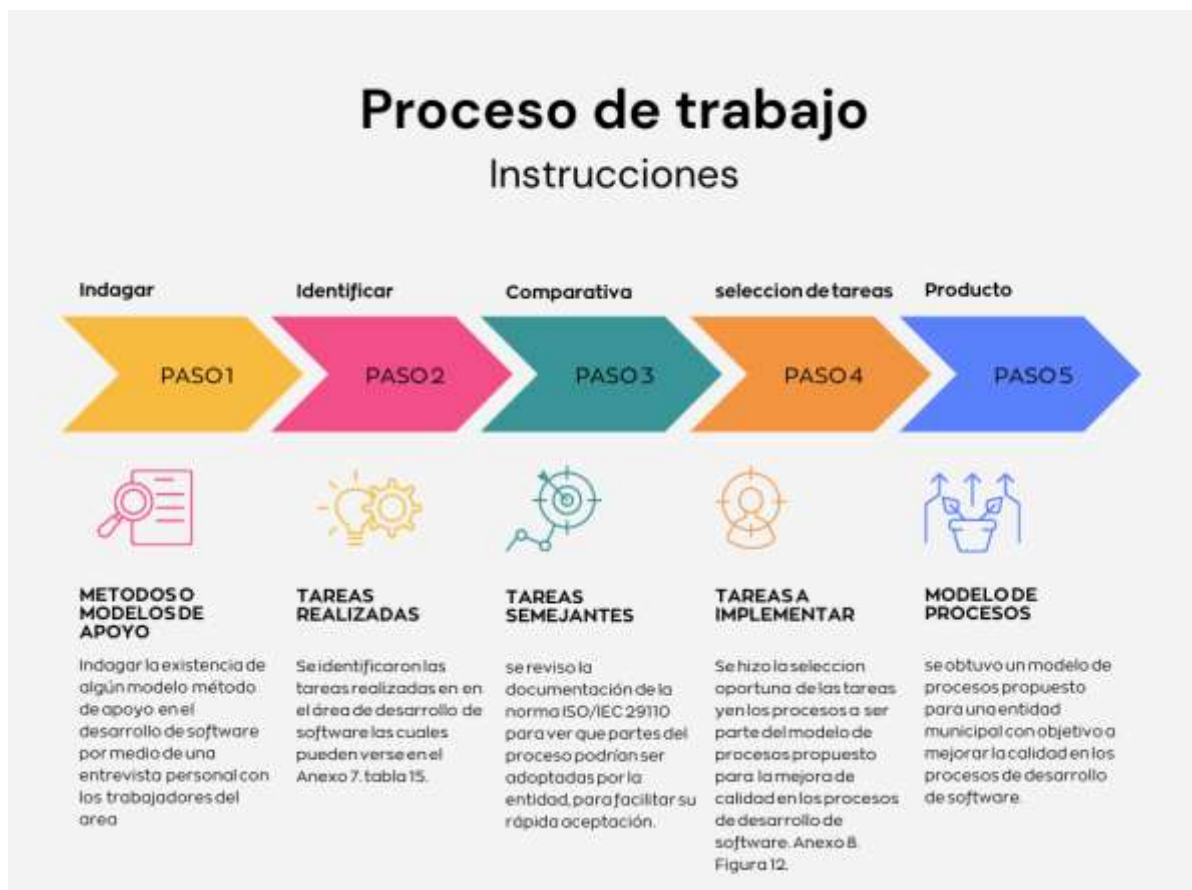 Proceso de trabajo
Instrucciones
Indagar
Identificar
Comparativa
seleccion de tareas
Producto
PASO 1
PASO 2
PASO 3
PASO 4
PASO 5
METODOS O
MODELOS DE
APOYO
Indagar la existencia de
algún modelo método
de apoyo en el
desarrollo de software
por medio de una
entrevista personal con
los trabajadores del
area
TAREAS
REALIZADAS
Se identificaron las
tareas realizadas en en
el área de desarrollo de
software las cuales
pueden verse en el
Anexo 7. tabla 15.
TAREAS
SEMEJANTES
se reviso la
documentación de la
norma ISO/IEC 29110
para ver que partes del
proceso podrían ser
adoptadas por la
entidad, para facilitar su
rápida aceptación.
TAREAS A
IMPLEMENTAR
Se hizo la seleccion
oportuna de las tareas
y en los procesos a ser
parte del modelo de
procesos propuesto
para la mejora de
calidad en los procesos
de desarrollo de
software. Anexo 8.
Figura 12.
MODELO DE
PROCESOS
se obtuvo un modelo de
procesos propuesto
para una entidad
municipal con objetivo a
mejorar la calidad en los
procesos de desarrollo
de software.